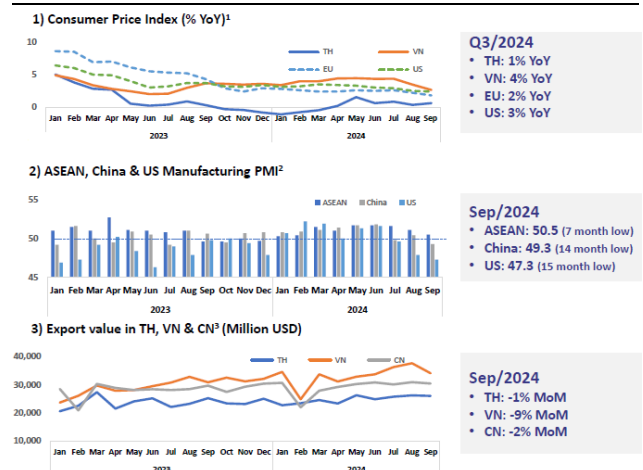 1) Consumer Price Index (% YoY)¹
10
5
0
TH VN
EU US
Jan Feb Mar Apr May Jun Jul Aug Sep Oct Nov Dec Jan Feb Mar Apr May Jun Jul Aug Sep
2023 2024
Q3/2024
• TH: 1% YoY
• VN: 4% YoY
• EU: 2% YoY
• US: 3% YoY
2) ASEAN, China & US Manufacturing PMI²
55
50
45
ASEAN China US
Jan Feb Mar Apr May Jun Jul Aug Sep Oct Nov Dec Jan Feb Mar Apr May Jun Jul Aug Sep
2023 2024
Sep/2024
• ASEAN: 50.5 (7 month low)
• China: 49.3 (14 month low)
• US: 47.3 (15 month low)
3) Export value in TH, VN & CN³ (Million USD)
40,000
30,000
20,000
10,000
TH VN CN
Jan Feb Mar Apr May Jun Jul Aug Sep Oct Nov Dec Jan Feb Mar Apr May Jun Jul Aug Sep
2023 2024
Sep/2024
• TH: -1% MoM
• VN: -9% MoM
• CN: -2% MoM